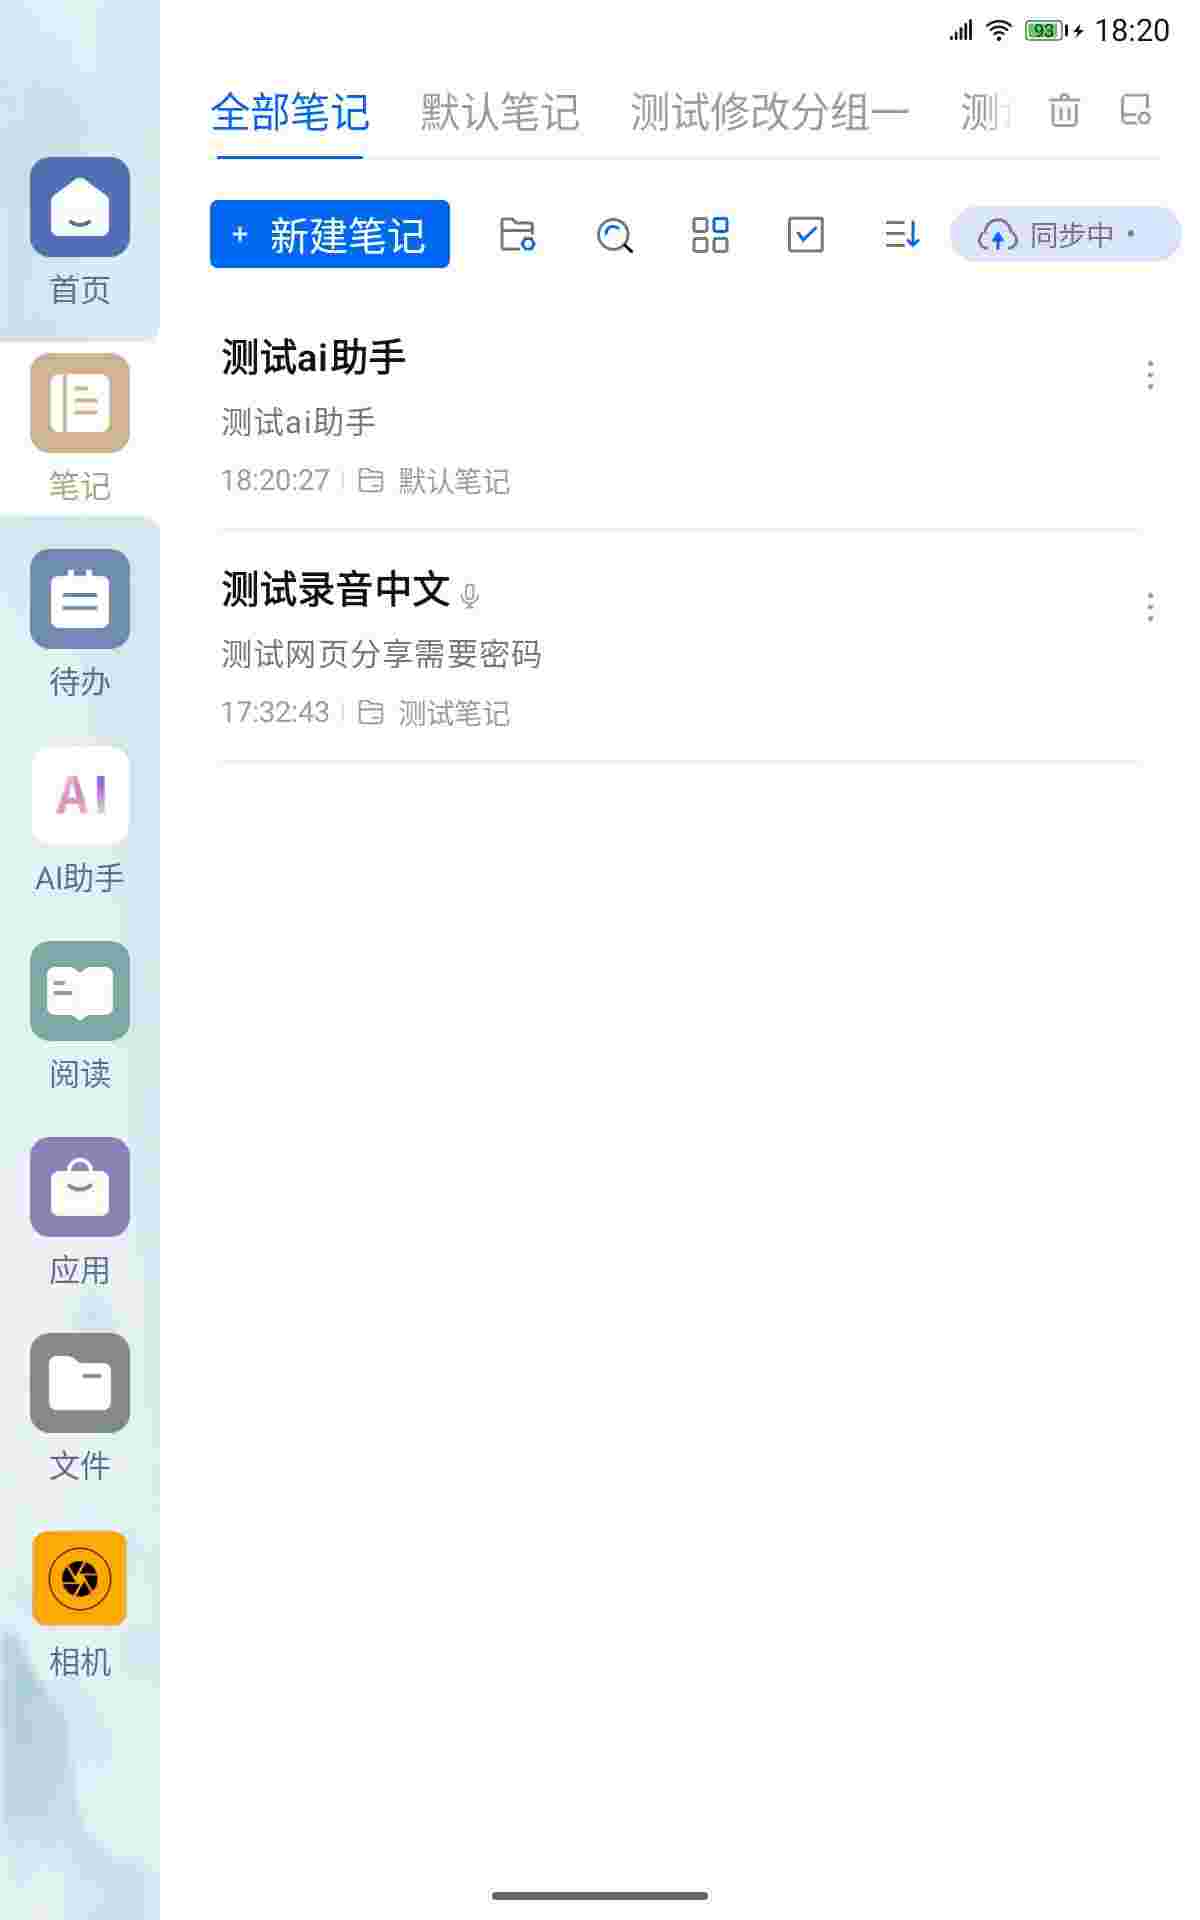 93 18:20
全部笔记 默认笔记 测试修改分组一 测
+ 新建笔记 同步中
首页
笔记
待办
AI
AI助手
阅读
应用
文件
相机
测试ai助手
测试ai助手
18:20:27 默认笔记
测试录音中文
测试网页分享需要密码
17:32:43 测试笔记